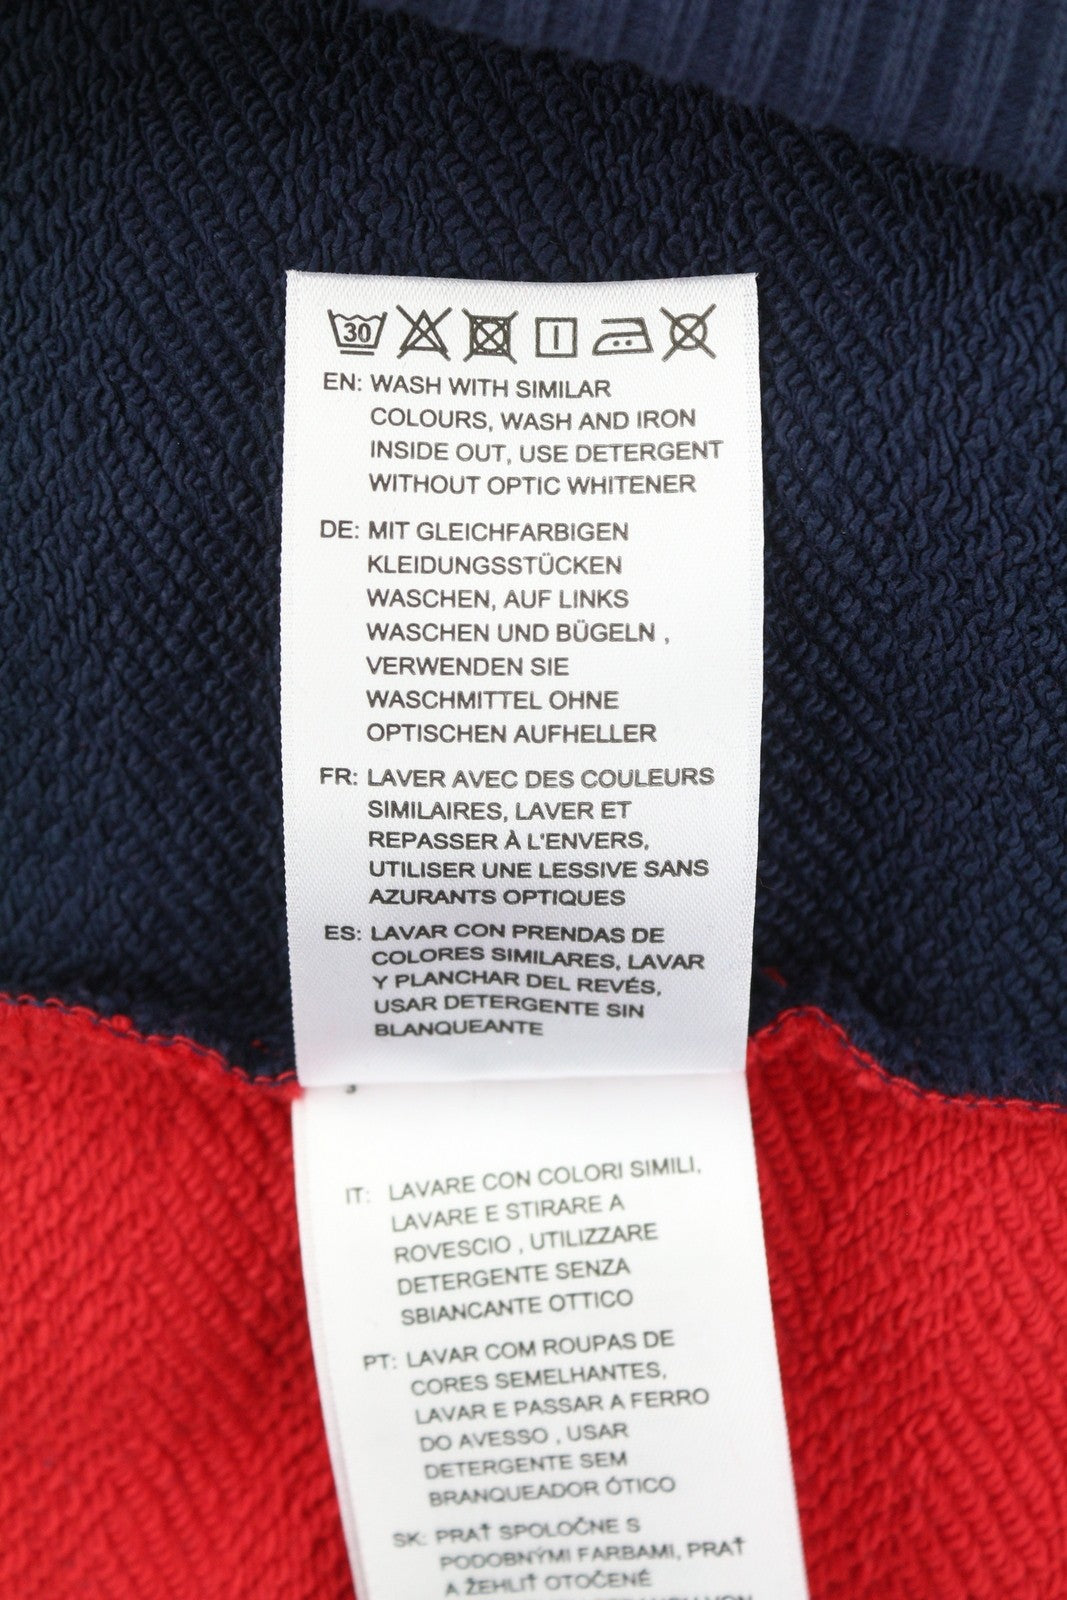 30
EN: WASH WITH SIMILAR
COLOURS, WASH AND IRON
INSIDE OUT, USE DETERGENT
WITHOUT OPTIC WHITENER
DE: MIT GLEICHFARBIGEN
KLEIDUNGSSTÜCKEN
WASCHEN, AUF LINKS
WASCHEN UND BÜGELN ,
VERWENDEN SIE
WASCHMITTEL OHNE
OPTISCHEN AUFHELLER
FR: LAVER AVEC DES COULEURS
SIMILAIRES, LAVER ET
REPASSER À L'ENVERS,
UTILISER UNE LESSIVE SANS
AZURANTS OPTIQUES
ES: LAVAR CON PRENDAS DE
COLORES SIMILARES, LAVAR
Y PLANCHAR DEL REVÉS,
USAR DETERGENTE SIN
BLANQUEANTE
IT: LAVARE CON COLORI SIMILI,
LAVARE E STIRARE A
ROVESCIO , UTILIZZARE
DETERGENTE SENZA
SBIANCANTE OTTICO
PT: LAVAR COM ROUPAS DE
CORES SEMELHANTES,
LAVAR E PASSAR A FERRO
DO AVESSO , USAR
DETERGENTE SEM
BRANQUEADOR ÓTICO
SK: PRAŤ SPOLOČNE S
PODOBNÝMI FARBAMI, PRAŤ
A ŽEHLIŤ OTOČENÉ